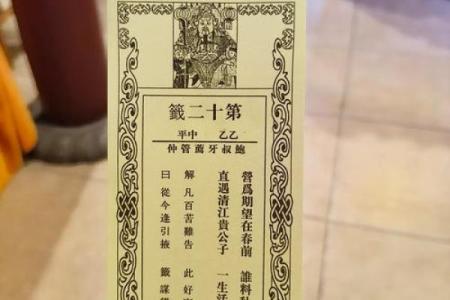 第十二籤
乙乙 中平
鮑叔牙薦管仲
營爲期望在春前 誰料
直遇清江貴公子 一生
解 凡百苦難告 此好
曰 從今逢引掖 籤謀